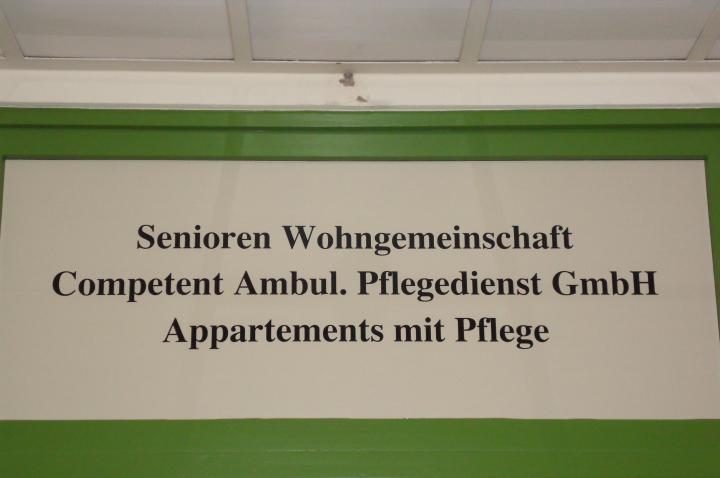 Senioren Wohngemeinschaft
Competent Ambul. Pflegedienst GmbH
Appartements mit Pflege